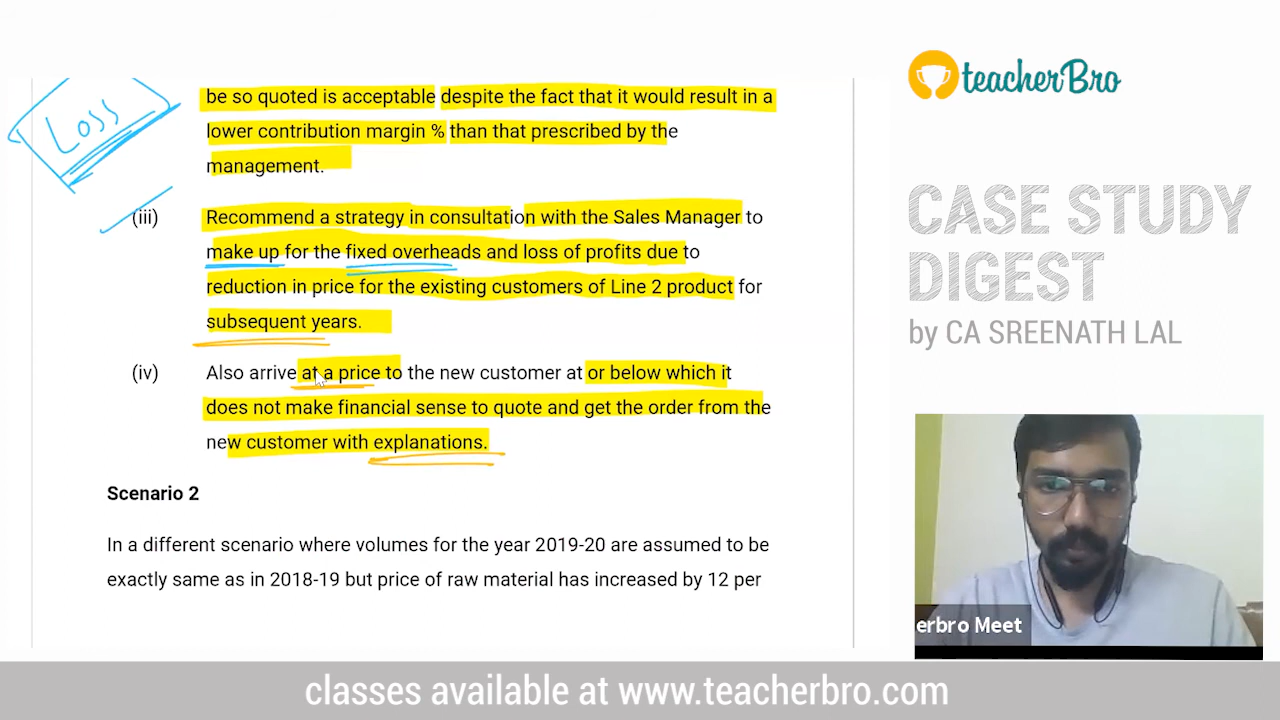 Loss
be so quoted is acceptable despite the fact that it would result in a
lower contribution margin % than that prescribed by the
management.
(iii) Recommend a strategy in consultation with the Sales Manager to
make up for the fixed overheads and loss of profits due to
reduction in price for the existing customers of Line 2 product for
subsequent years.
(iv) Also arrive at a price to the new customer at or below which it
does not make financial sense to quote and get the order from the
new customer with explanations.
Scenario 2
In a different scenario where volumes for the year 2019-20 are assumed to be
exactly same as in 2018-19 but price of raw material has increased by 12 per
teacherBro
CASE STUDY
DIGEST
by CA SREENATH LAL
erbro Meet
classes available at www.teacherbro.com